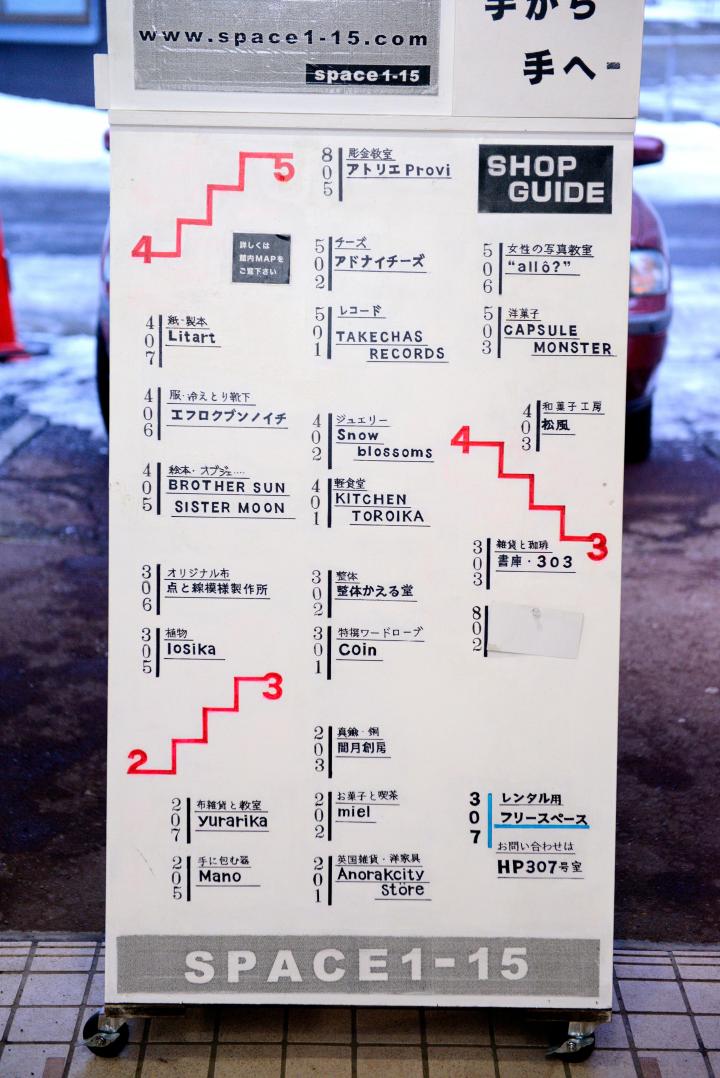 手から
手へ
www.space1-15.com
space1-15
SHOP
GUIDE
5
4
詳しくは
館内MAPを
ご覧下さい
805
彫金教室
アトリエProvi
502
チーズ
アドナイチーズ
506
女性の写真教室
“allô?”
501
レコード
TAKECHAS
RECORDS
503
洋菓子
CAPSULE
MONSTER
407
紙・製本
Litart
406
服・冷えとり靴下
エフロクブンノイチ
405
絵本・オブジェ....
BROTHER SUN
SISTER MOON
402
ジュエリー
Snow
blossoms
401
軽食堂
KITCHEN
TOROIKA
403
和菓子工房
松風
4
3
303
雑貨と珈琲
書庫・303
802
306
オリジナル布
点と線模様製作所
305
植物
losika
302
整体
整体かえる堂
301
特撰ワードローブ
Coin
3
2
203
真鍮・銅
閒月創房
207
布雑貨と教室
yurarika
205
手に包む器
Mano
202
お菓子と喫茶
miel
201
英国雑貨・洋家具
Anorakcity
Störe
307
レンタル用
フリースペース
お問い合わせは
HP307号室
SPACE1-15